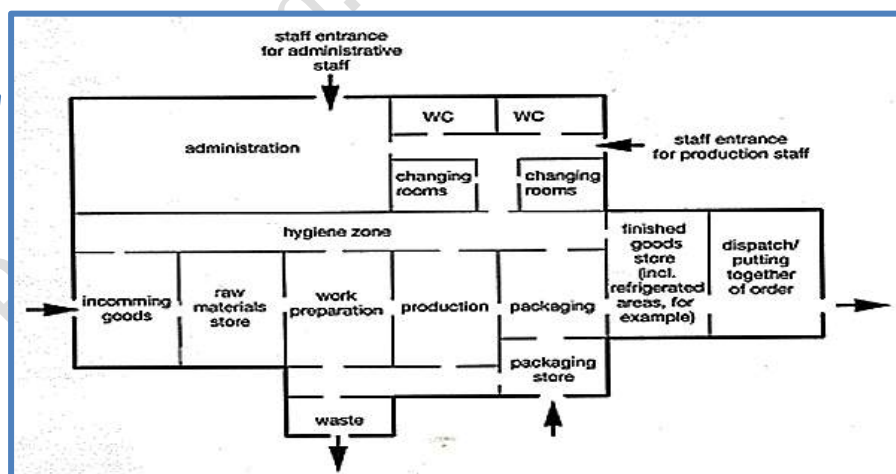 staff entrance
for administrative
staff
WC
WC
administration
staff entrance
for production staff
changing
rooms
changing
rooms
hygiene zone
finished
goods
store
(incl.
refrigerated
areas, for
example)
dispatch/
putting
together
of order
incomming
goods
raw
materials
store
work
preparation
production
packaging
packaging
store
waste